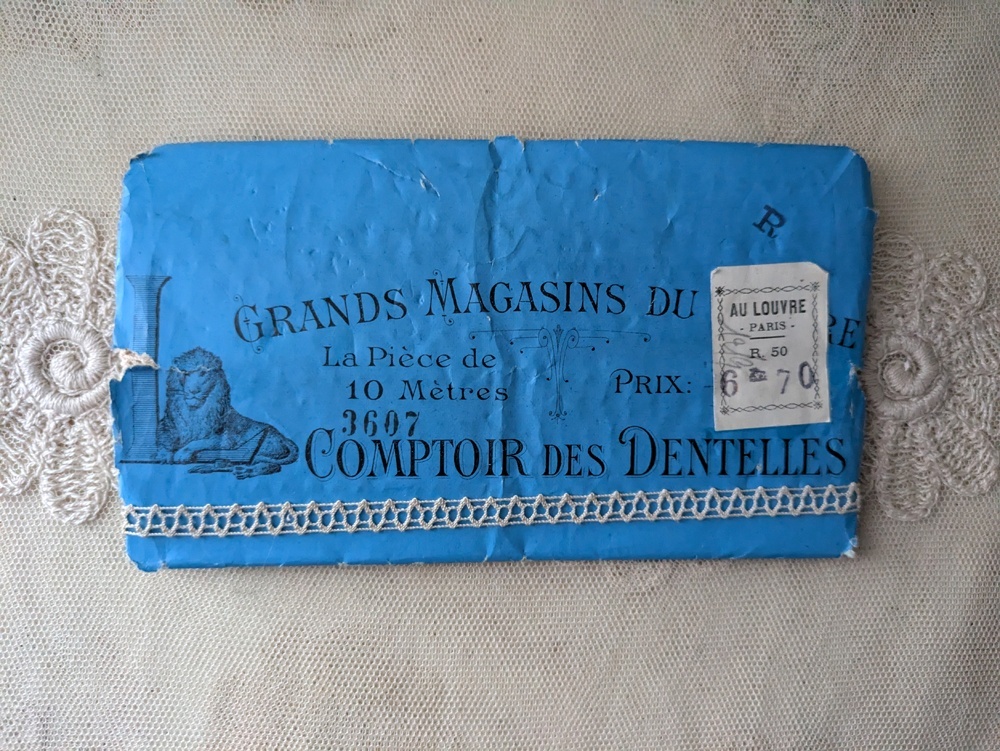 R
GRANDS MAGASINS DU RE
La Pièce de
10 Mètres
3607
PRIX:
COMPTOIR DES DENTELLES
AU LOUVRE
- PARIS -
R. 50
6 70